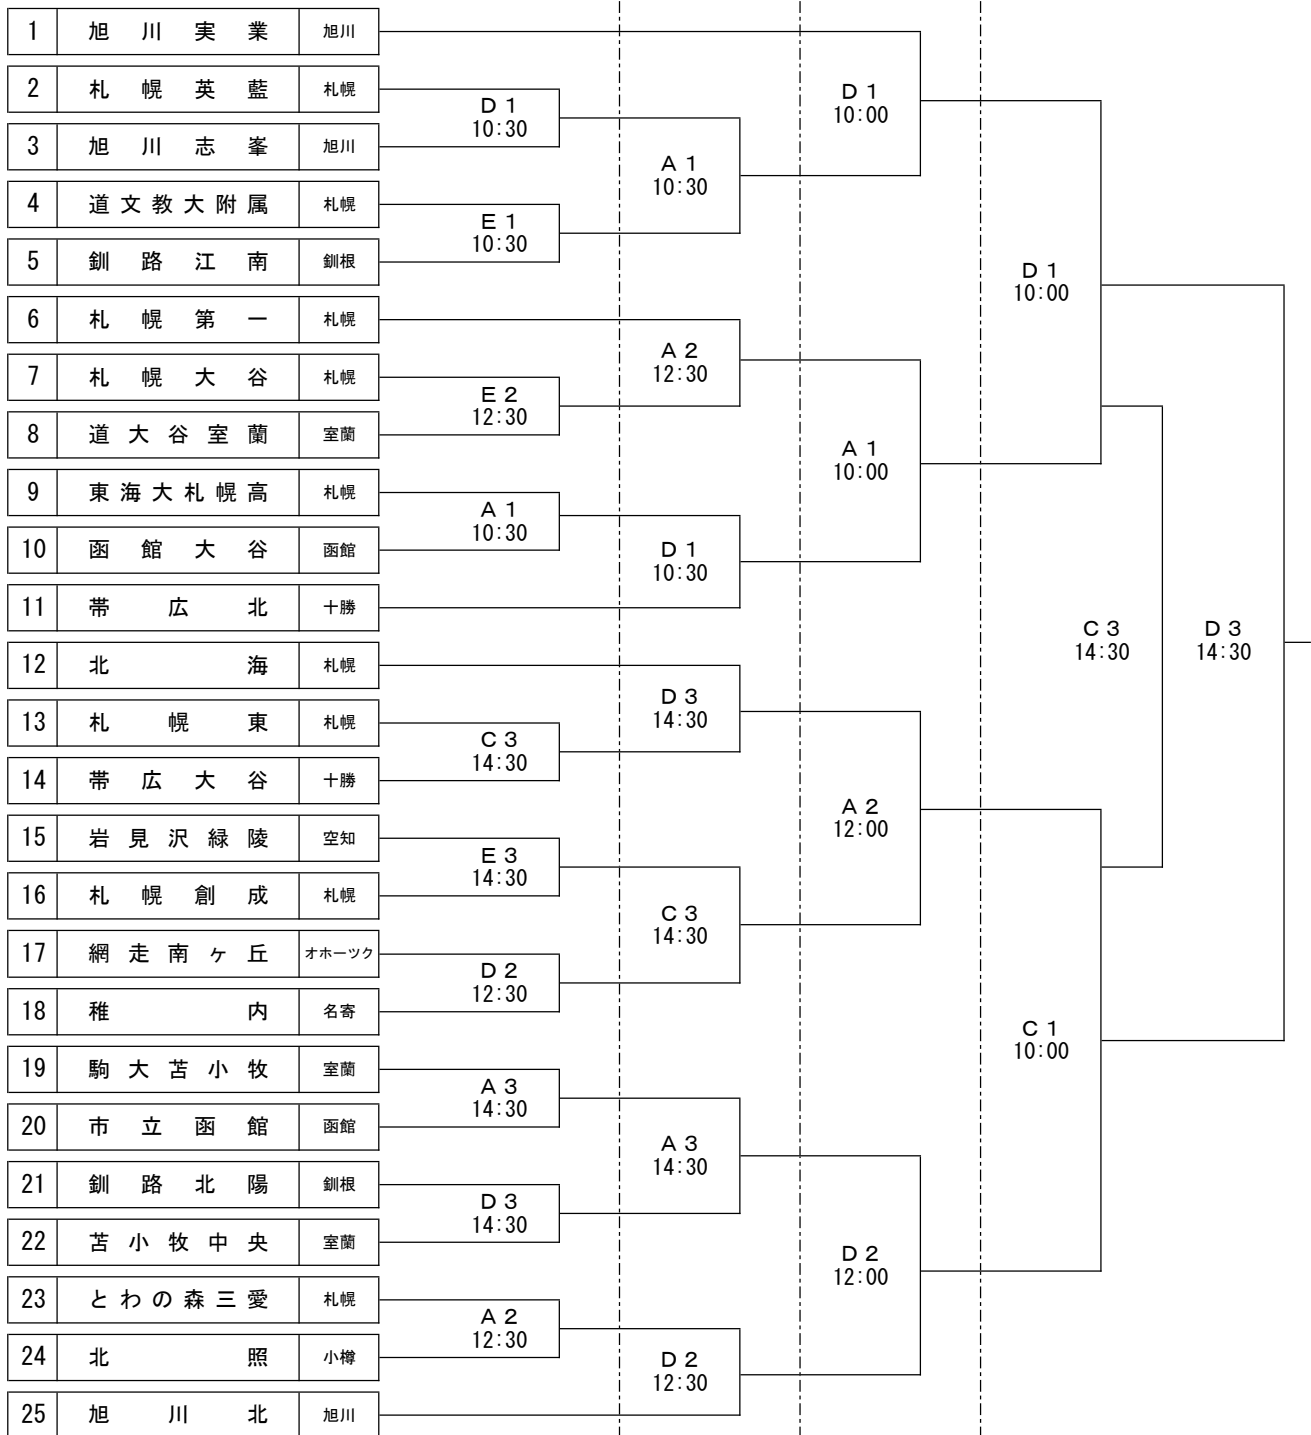 1 旭川実業 旭川
2 札幌英藍 札幌
3 旭川志峯 旭川
4 道文教大附属 札幌
5 釧路江南 釧根
6 札幌第一 札幌
7 札幌大谷 札幌
8 道大谷室蘭 室蘭
9 東海大札幌高 札幌
10 函館大谷 函館
11 帯広北 十勝
12 北海 札幌
13 札幌東 札幌
14 帯広大谷 十勝
15 岩見沢緑陵 空知
16 札幌創成 札幌
17 網走南ヶ丘 オホーツク
18 稚内 名寄
19 駒大苫小牧 室蘭
20 市立函館 函館
21 釧路北陽 釧根
22 苫小牧中央 室蘭
23 とわの森三愛 札幌
24 北照 小樽
25 旭川北 旭川
D1
10:30
E1
10:30
E2
12:30
A1
10:30
C3
14:30
E3
14:30
D2
12:30
A3
14:30
D3
14:30
A2
12:30
A1
10:30
A2
12:30
D1
10:30
D3
14:30
C3
14:30
A3
14:30
D2
12:30
D1
10:00
A1
10:00
A2
12:00
D2
12:00
D1
10:00
C1
10:00
C3
14:30
D3
14:30